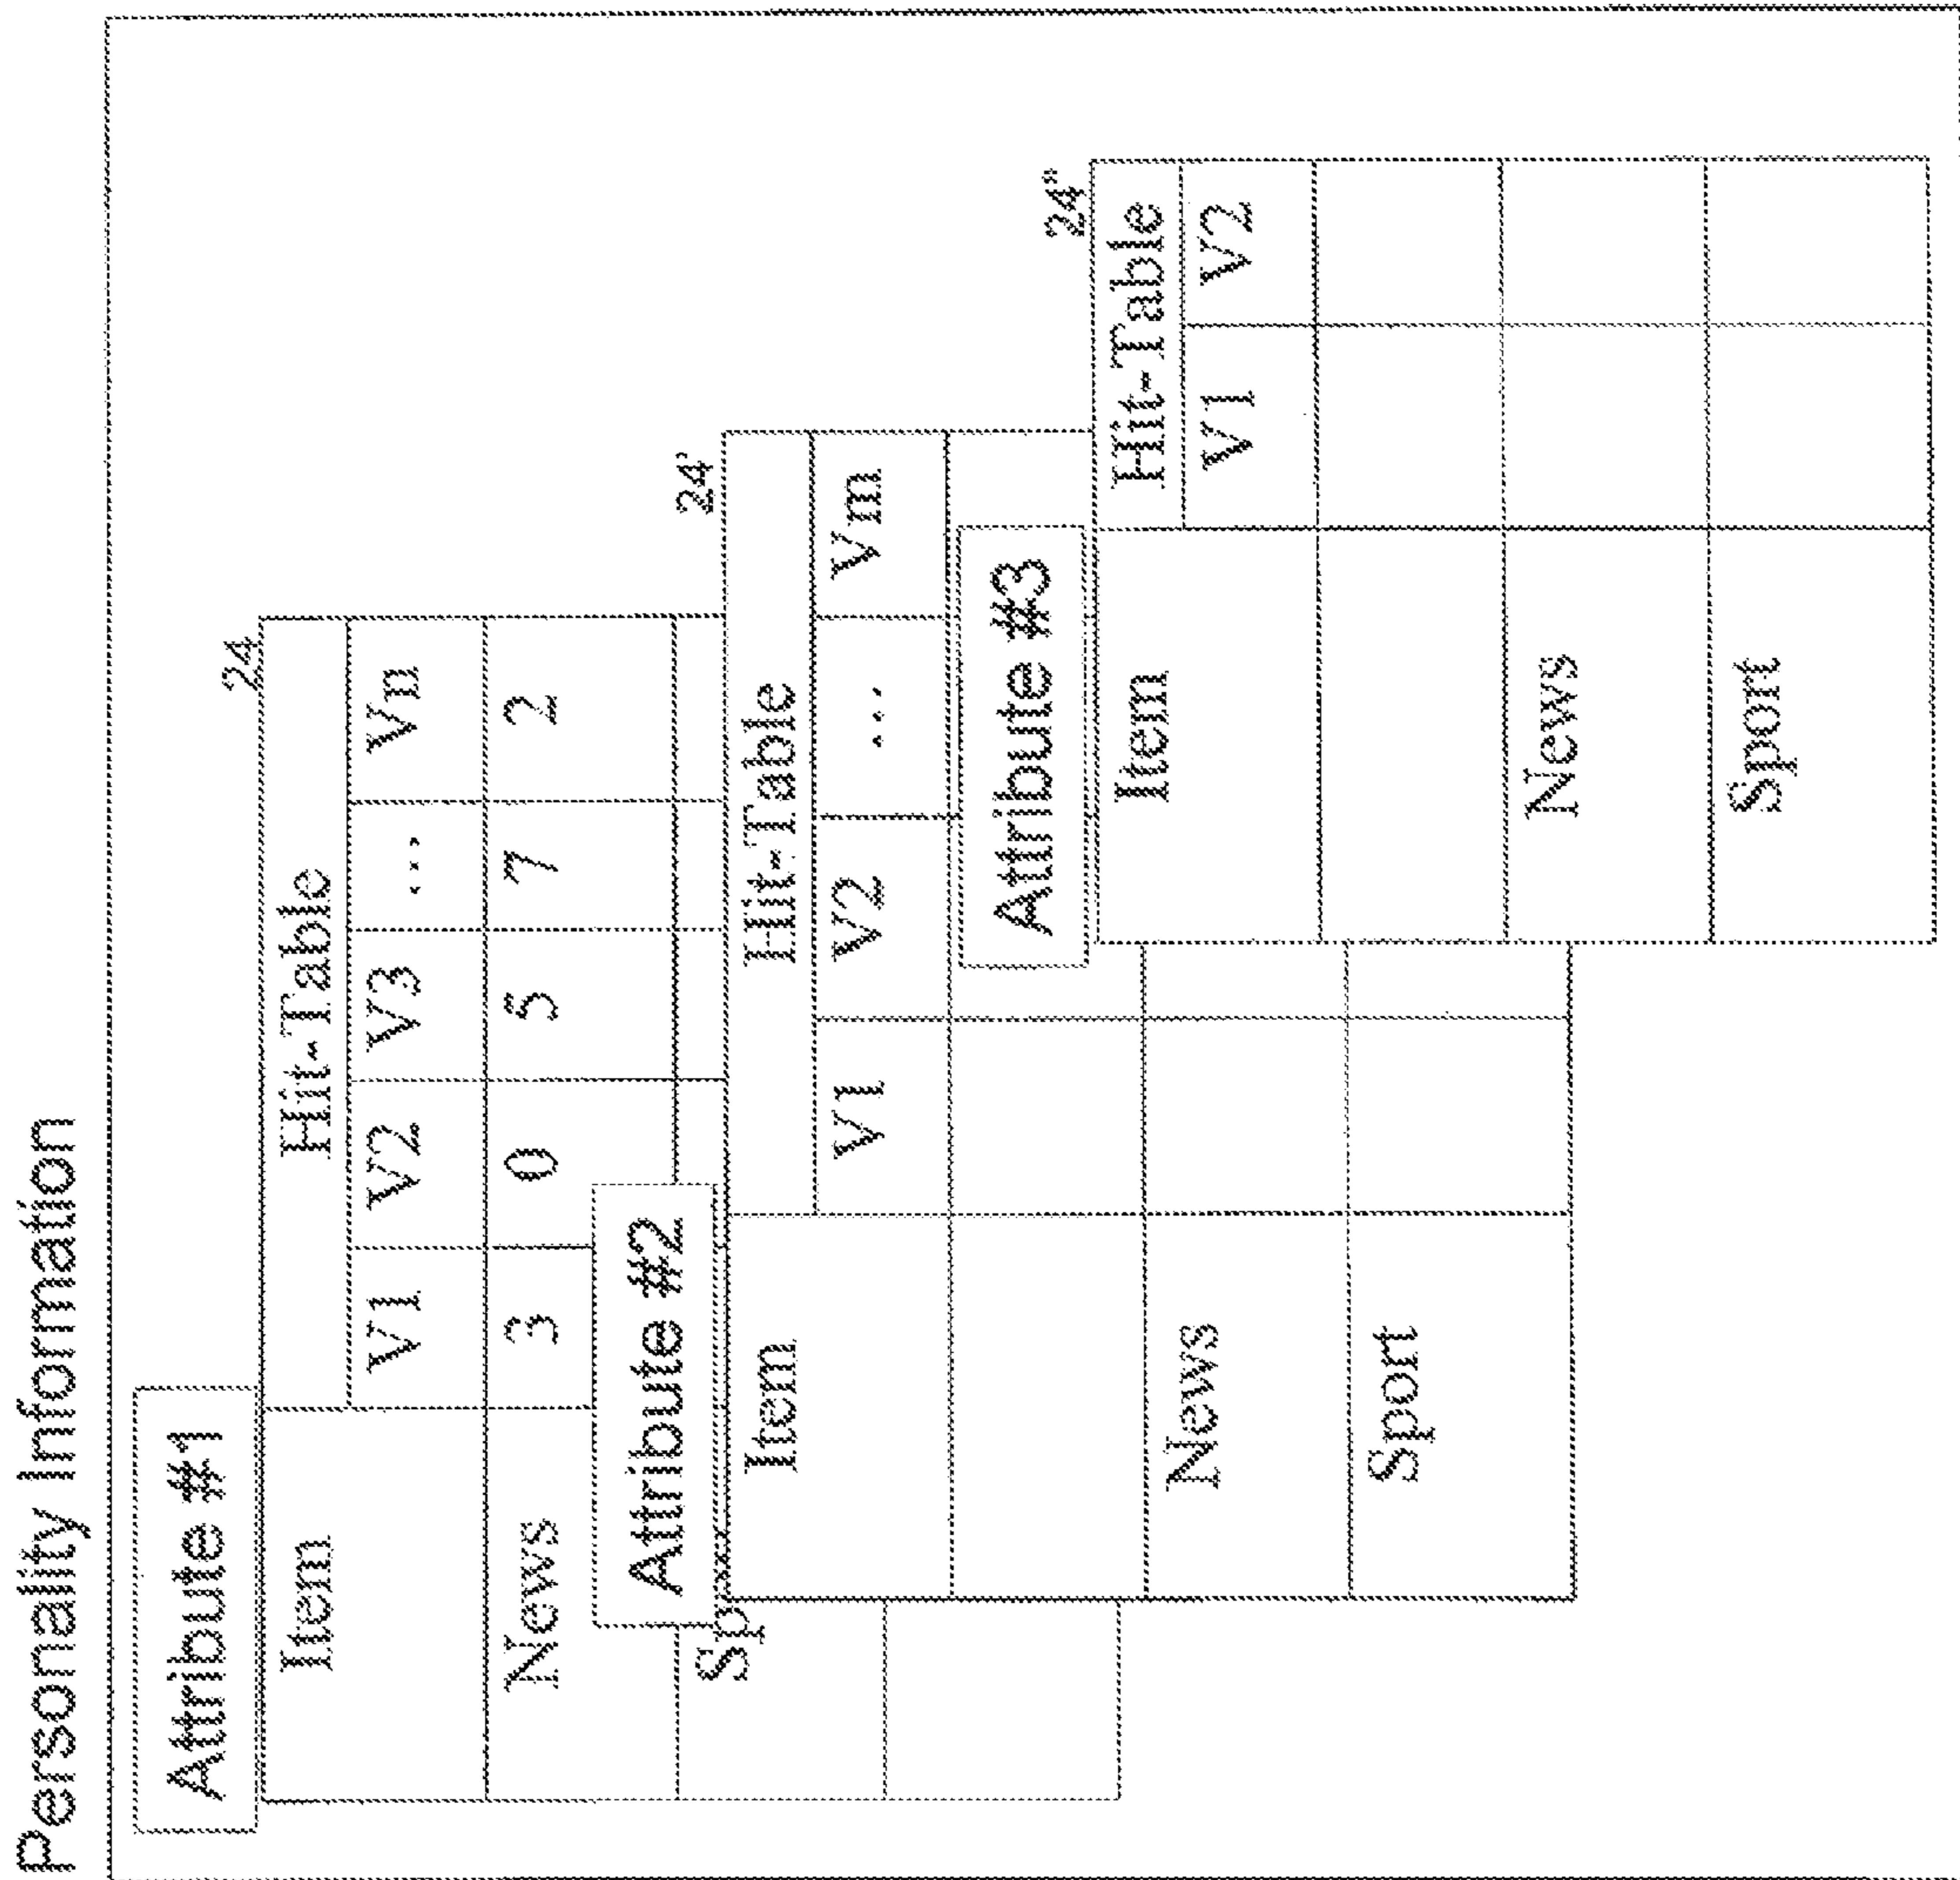 Personality Information
Attribute #1
24
Item Hit-Table
V1 V2 V3 ... Vn
News 3 0 5 7 2
Attribute #2
Sp
24'
Item Hit-Table
V1 V2 ... Vm
News
Sport
Attribute #3
24"
Item Hit-Table
V1 V2
News
Sport